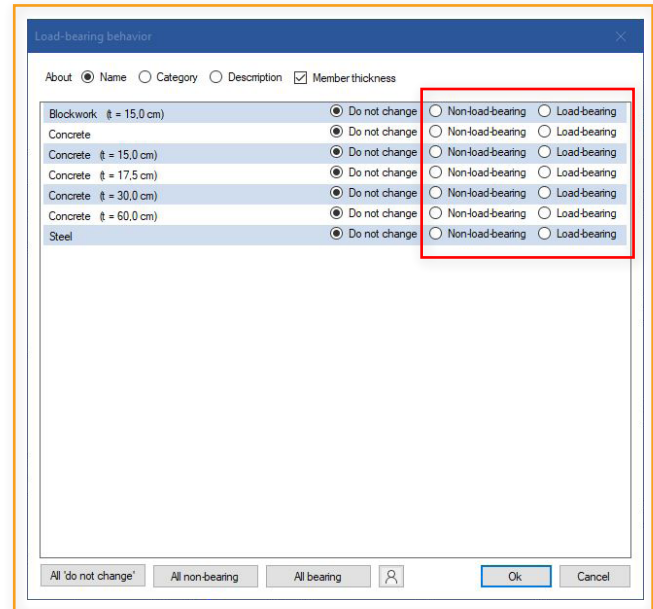 Load-bearing behavior
About Name Category Description Member thickness
Blockwork (t = 15,0 cm) Do not change Non-load-bearing Load-bearing
Concrete Do not change Non-load-bearing Load-bearing
Concrete (t = 15,0 cm) Do not change Non-load-bearing Load-bearing
Concrete (t = 17,5 cm) Do not change Non-load-bearing Load-bearing
Concrete (t = 30,0 cm) Do not change Non-load-bearing Load-bearing
Concrete (t = 60,0 cm) Do not change Non-load-bearing Load-bearing
Steel Do not change Non-load-bearing Load-bearing
All 'do not change' All non-bearing All bearing Ok Cancel